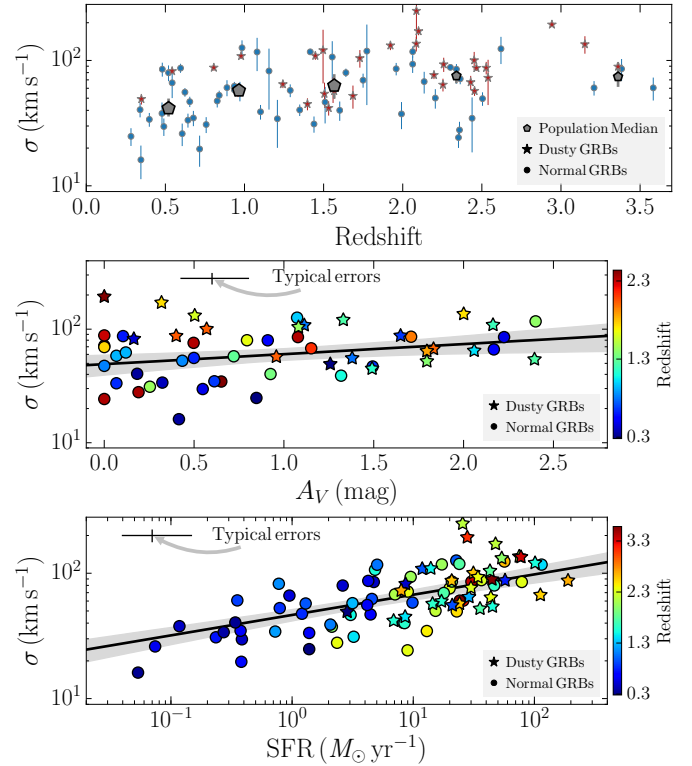 10²
10¹
σ (km s⁻¹)
Population Median
Dusty GRBs
Normal GRBs
0.0 0.5 1.0 1.5 2.0 2.5 3.0 3.5
Redshift
10²
10¹
σ (km s⁻¹)
Typical errors
Dusty GRBs
Normal GRBs
2.3
1.3
0.3
Redshift
0.0 0.5 1.0 1.5 2.0 2.5
A_V (mag)
10²
10¹
σ (km s⁻¹)
Typical errors
Dusty GRBs
Normal GRBs
3.3
2.3
1.3
0.3
Redshift
10⁻¹ 10⁰ 10¹ 10²
SFR (M⊙ yr⁻¹)